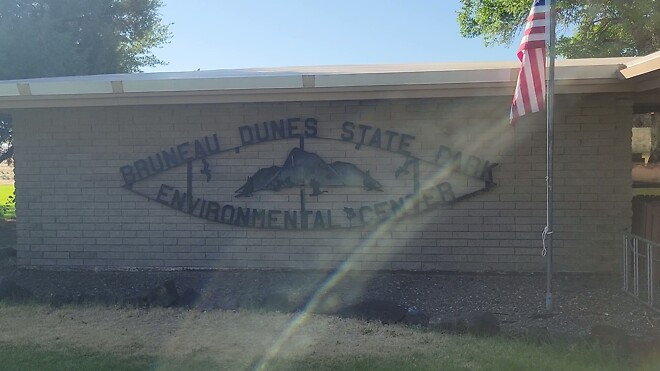 BRUNEAU DUNES STATE PARK
ENVIRONMENTAL CENTER